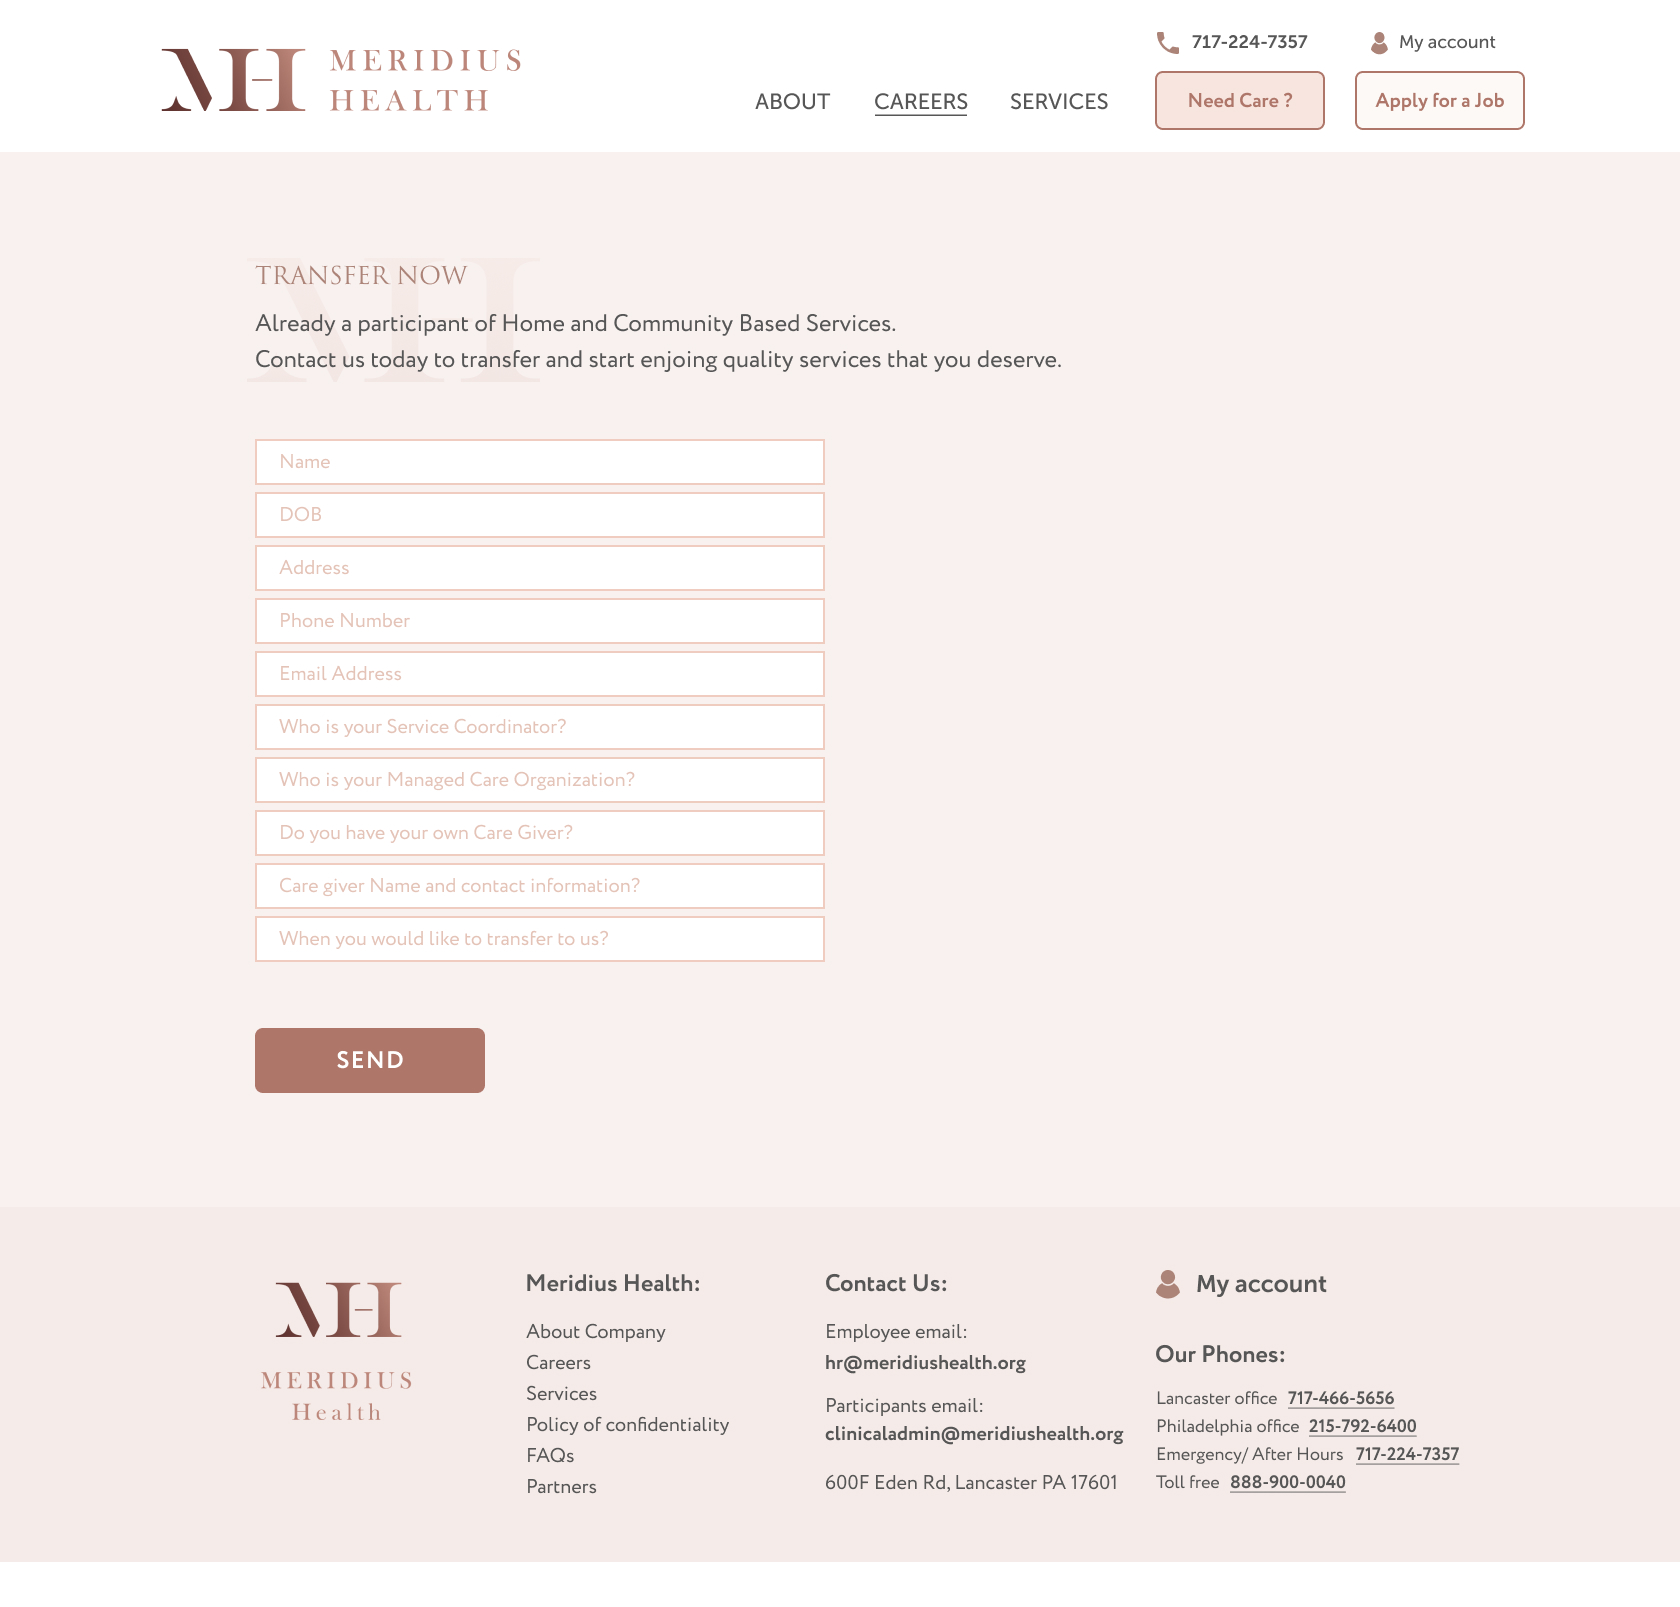 MH MERIDIUS
HEALTH
717-224-7357
My account
ABOUT
CAREERS
SERVICES
Need Care ?
Apply for a Job
MH
TRANSFER NOW
Already a participant of Home and Community Based Services.
Contact us today to transfer and start enjoing quality services that you deserve.
Name
DOB
Address
Phone Number
Email Address
Who is your Service Coordinator?
Who is your Managed Care Organization?
Do you have your own Care Giver?
Care giver Name and contact information?
When you would like to transfer to us?
SEND
MH
MERIDIUS
Health
Meridius Health:
About Company
Careers
Services
Policy of confidentiality
FAQs
Partners
Contact Us:
Employee email:
hr@meridiushealth.org
Participants email:
clinicaladmin@meridiushealth.org
600F Eden Rd, Lancaster PA 17601
My account
Our Phones:
Lancaster office 717-466-5656
Philadelphia office 215-792-6400
Emergency/ After Hours 717-224-7357
Toll free 888-900-0040